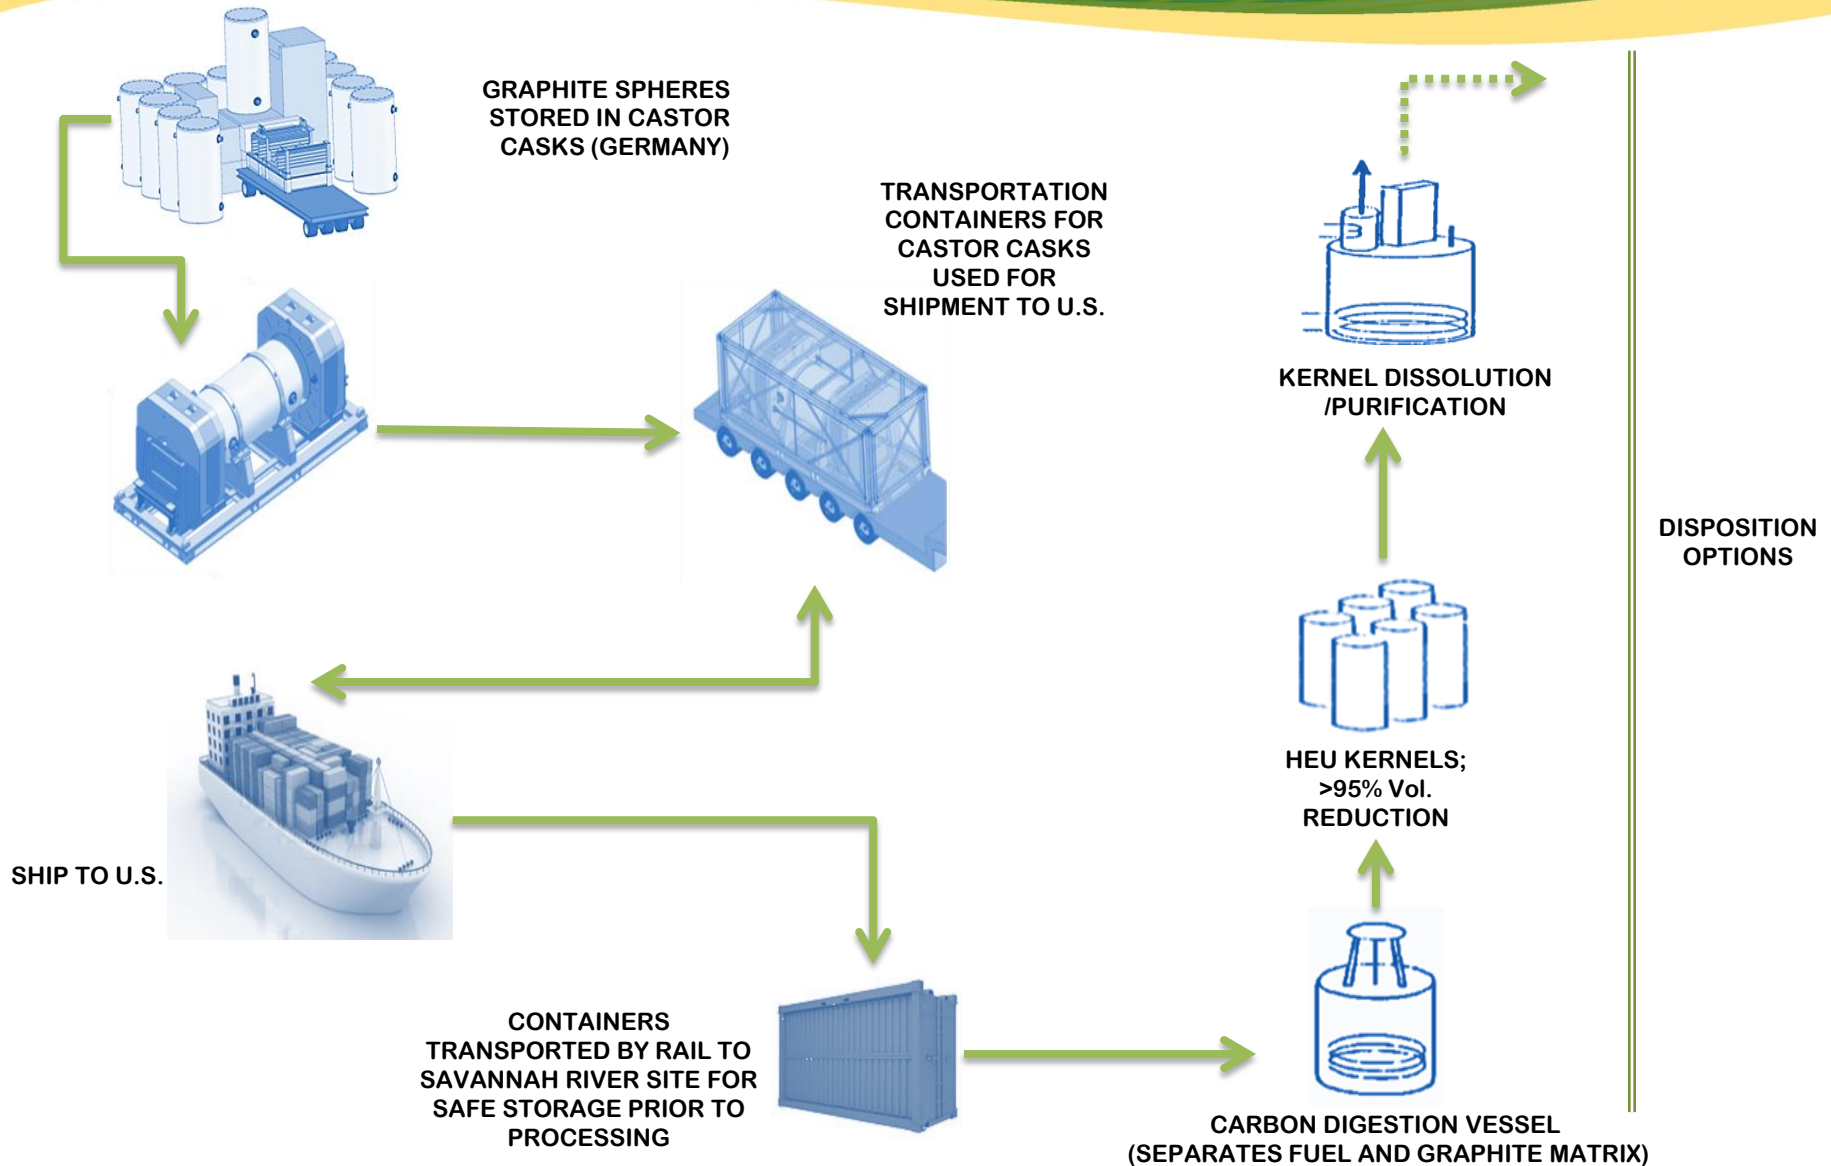 GRAPHITE SPHERES
STORED IN CASTOR
CASKS (GERMANY)
TRANSPORTATION
CONTAINERS FOR
CASTOR CASKS
USED FOR
SHIPMENT TO U.S.
SHIP TO U.S.
CONTAINERS
TRANSPORTED BY RAIL TO
SAVANNAH RIVER SITE FOR
SAFE STORAGE PRIOR TO
PROCESSING
CARBON DIGESTION VESSEL
(SEPARATES FUEL AND GRAPHITE MATRIX)
HEU KERNELS;
>95% Vol.
REDUCTION
KERNEL DISSOLUTION
/PURIFICATION
DISPOSITION
OPTIONS